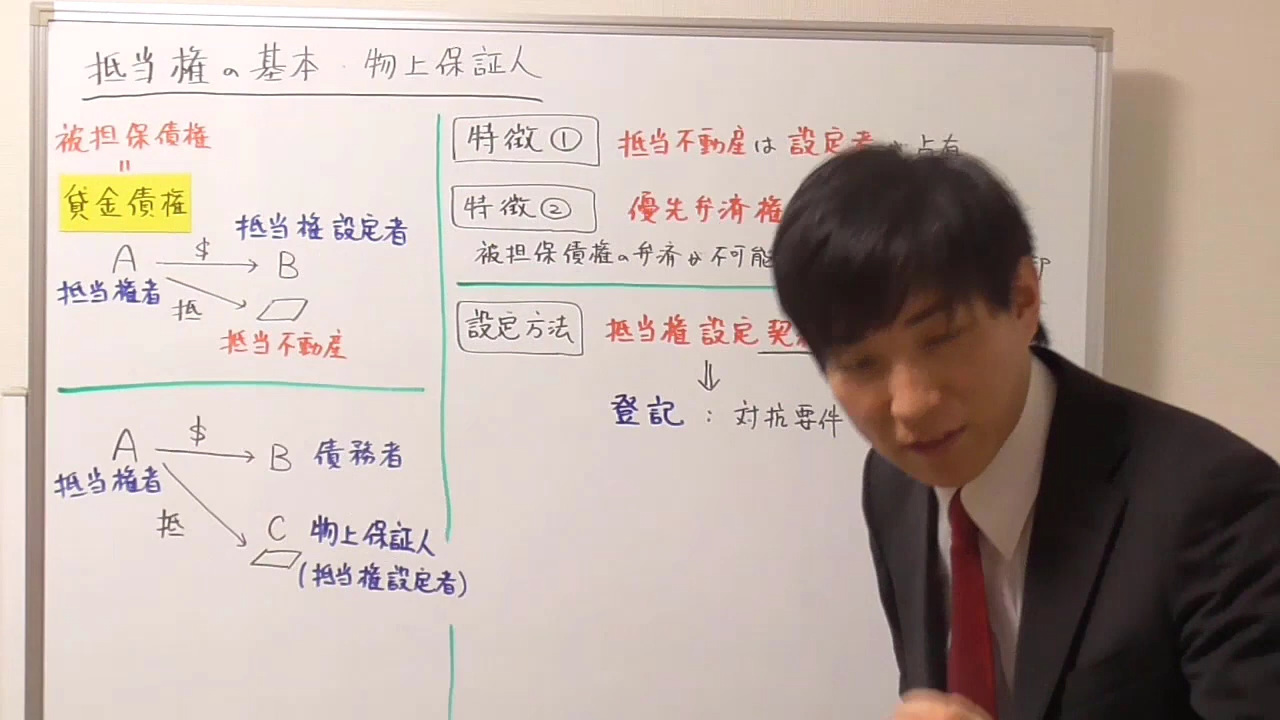 抵当権の基本・物上保証人
被担保債権
=
貸金債権
抵当権設定者
A $ B
抵当権者 抵
抵当不動産
A $ B 債務者
抵当権者
抵 C 物上保証人
(抵当権設定者)
特徴① 抵当不動産は設定者が占有
特徴② 優先弁済権
被担保債権の弁済が不可能
設定方法 抵当権設定契
⇓
登記：対抗要件